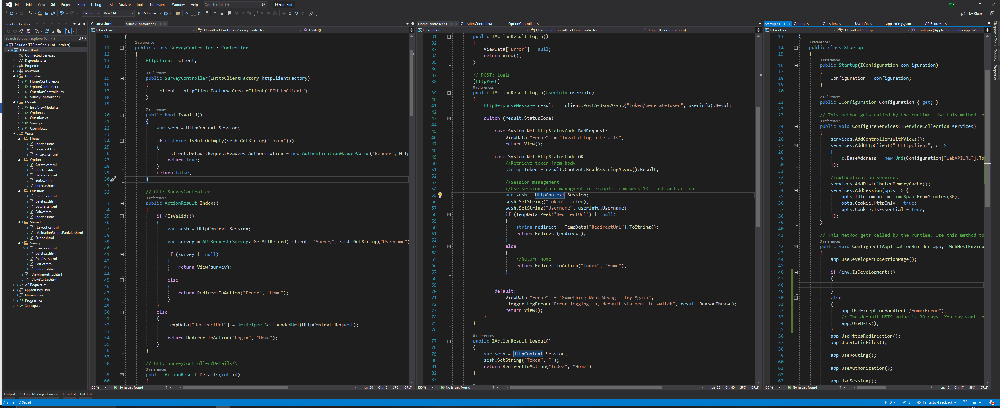 File Edit View Git Project Build Debug Test Analyze Tools Extensions Window Help Search (Ctrl+Q) FFFrontEnd SV
Debug Any CPU IIS Express Live Share
Solution Explorer
Search Solution Explorer (Ctrl+;)
Solution 'FFFrontEnd' (1 of 1 project)
FFFrontEnd
Connected Services
Dependencies
Properties
wwwroot
Controllers
HomeController.cs
OptionController.cs
QuestionController.cs
SurveyController.cs
Models
ErrorViewModel.cs
Option.cs
Question.cs
Survey.cs
UserInfo.cs
Views
Home
Index.cshtml
Login.cshtml
Privacy.cshtml
Option
Create.cshtml
Delete.cshtml
Details.cshtml
Edit.cshtml
Index.cshtml
Question
Create.cshtml
Delete.cshtml
Details.cshtml
Edit.cshtml
Index.cshtml
Shared
_Layout.cshtml
_ValidationScriptsPartial.cshtml
Error.cshtml
Survey
Create.cshtml
Delete.cshtml
Details.cshtml
Edit.cshtml
Index.cshtml
_ViewImports.cshtml
_ViewStart.cshtml
APIRequest.cs
appsettings.json
libman.json
Program.cs
Startup.cs
Create.cshtml SurveyController.cs
FFFrontEnd FFFrontEnd.Controllers.SurveyController IsValid()
10 {
1 reference
11 public class SurveyController : Controller
12 {
13 HttpClient _client;
14
0 references
15 public SurveyController(IHttpClientFactory httpClientFactory)
16 {
17 _client = httpClientFactory.CreateClient("FFHttpClient");
18 }
19
7 references
20 public bool IsValid()
21 {
22 var sesh = HttpContext.Session;
23
24 if (!string.IsNullOrEmpty(sesh.GetString("Token")))
25 {
26 _client.DefaultRequestHeaders.Authorization = new AuthenticationHeaderValue("Bearer", Http
27 return true;
28 }
29 return false;
30 }
31
32 // GET: SurveyController
3 references
33 public ActionResult Index()
34 {
35 if (IsValid())
36 {
37 var sesh = HttpContext.Session;
38
39 var survey = APIRequest<Survey>.GetAllRecord(_client, "Survey", sesh.GetString("Username")
40
41 if (survey != null)
42 {
43 return View(survey);
44 }
45 else
46 {
47 return RedirectToAction("Error", "Home");
48 }
49 }
50 else
51 {
52 TempData["RedirectUrl"] = UriHelper.GetEncodedUrl(HttpContext.Request);
53
54 return RedirectToAction("Login", "Home");
55 }
56 }
57
58 // GET: SurveyController/Details/5
0 references
59 public ActionResult Details(int id)
60 {
130 % No issues found Ln: 30 Ch: 10 SPC CRLF
HomeController.cs QuestionController.cs OptionController.cs
FFFrontEnd FFFrontEnd.Controllers.HomeController Login(UserInfo userinfo)
31 public IActionResult Login()
32 {
33 ViewData["Error"] = null;
34 return View();
35 }
36
37 // POST: login
38 [HttpPost]
0 references
39 public IActionResult Login(UserInfo userinfo)
40 {
41 HttpResponseMessage result = _client.PostAsJsonAsync("Token/GenerateToken", userinfo).Result;
42
43 switch (result.StatusCode)
44 {
45 case System.Net.HttpStatusCode.BadRequest:
46 ViewData["Error"] = "Invalid Login Details";
47 return View();
48
49 case System.Net.HttpStatusCode.OK:
50 //Retrieve token from body
51 string token = result.Content.ReadAsStringAsync().Result;
52
53 //Session management
54 //Use session state managment in example from week 10 - bsb and acc no
55 var sesh = HttpContext.Session;
56 sesh.SetString("Token", token);
57 sesh.SetString("Username", userinfo.Username);
58 if (TempData.Peek("RedirectUrl") != null)
59 {
60 string redirect = TempData["RedirectUrl"].ToString();
61 return Redirect(redirect);
62 }
63 else
64 {
65 //Return home
66 return RedirectToAction("Index", "Home");
67 }
68
69
70 default:
71 ViewData["Error"] = "Something Went Wrong - Try Again";
72 _logger.LogError("Error logging in, default statment in switch", result.ReasonPhrase);
73 return View();
74 }
75 }
76
0 references
77 public IActionResult Logout()
78 {
79 var sesh = HttpContext.Session;
80 sesh.SetString("Token", "");
81 return RedirectToAction("Index", "Home");
82 }
83
130 % No issues found Ln: 55 Ch: 40 SPC CRLF
Startup.cs Option.cs Question.cs UserInfo.cs appsettings.json APIRequest.cs
FFFrontEnd FFFrontEnd.Startup Configure(IApplicationBuilder app, IWeb
13 {
2 references
14 public class Startup
15 {
0 references
16 public Startup(IConfiguration configuration)
17 {
18 Configuration = configuration;
19 }
20
2 references
21 public IConfiguration Configuration { get; }
22
23 // This method gets called by the runtime. Use this method to
0 references
24 public void ConfigureServices(IServiceCollection services)
25 {
26 services.AddControllersWithViews();
27 services.AddHttpClient("FFHttpClient", c =>
28 {
29 c.BaseAddress = new Uri(Configuration["WebAPIURL"].To
30 });
31
32 //Authentication Services
33 services.AddDistributedMemoryCache();
34 services.AddSession(opts => {
35 opts.IdleTimeout = TimeSpan.FromMinutes(30);
36 opts.Cookie.HttpOnly = true;
37 opts.Cookie.IsEssential = true;
38 });
39 }
40
41 // This method gets called by the runtime. Use this method to
0 references
42 public void Configure(IApplicationBuilder app, IWebHostEnviro
43 {
44 app.UseDeveloperExceptionPage();
45
46 if (env.IsDevelopment())
47 {
48
49 }
50 else
51 {
52 app.UseExceptionHandler("/Home/Error");
53 // The default HSTS value is 30 days. You may want to
54 app.UseHsts();
55 }
56 app.UseHttpsRedirection();
57 app.UseStaticFiles();
58
59 app.UseRouting();
60
61 app.UseAuthorization();
62
63 app.UseSession();
130 % No issues found Ln: 48 Ch: 17 SPC CRLF
Diagnostic Tools
Toolbox
Properties
Output Package Manager Console Error List Task List
Item(s) Saved 0 3 Fantastic-Feedback main 2